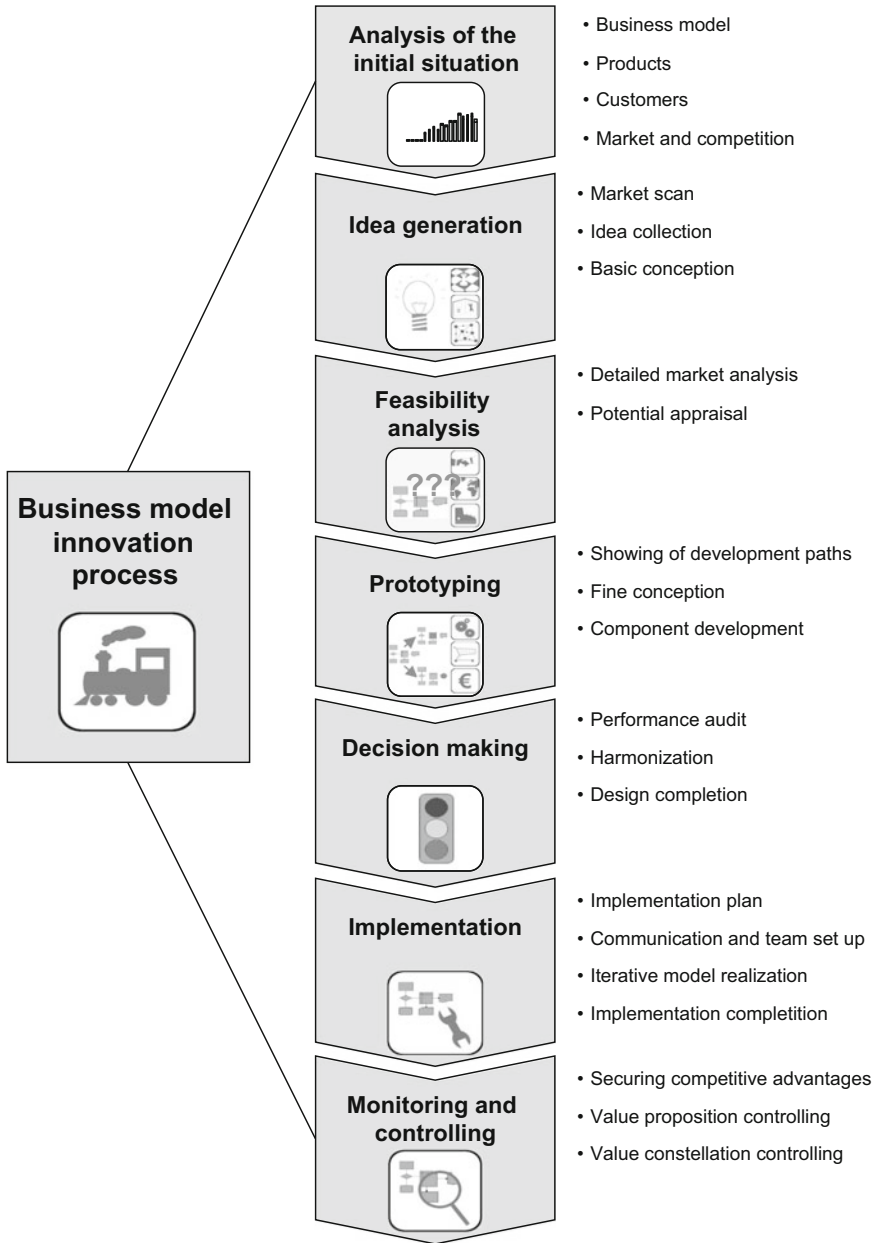 Business model
innovation
process
Analysis of the
initial situation
• Business model
• Products
• Customers
• Market and competition
Idea generation
• Market scan
• Idea collection
• Basic conception
Feasibility
analysis
???
• Detailed market analysis
• Potential appraisal
Prototyping
€
• Showing of development paths
• Fine conception
• Component development
Decision making
• Performance audit
• Harmonization
• Design completion
Implementation
• Implementation plan
• Communication and team set up
• Iterative model realization
• Implementation completition
Monitoring and
controlling
• Securing competitive advantages
• Value proposition controlling
• Value constellation controlling